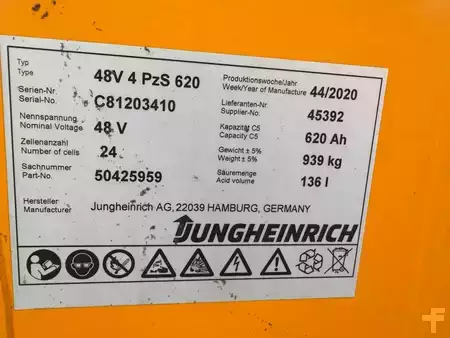 Typ
Type 48V 4 PzS 620
Produktionswoche/Jahr
Week/Year of Manufacture 44/2020
Serien-Nr.
Serial-No. C81203410
Lieferanten-Nr.
Supplier-No. 45392
Nennspannung
Nominal Voltage 48 V
Kapazität C5
Capacity C5 620 Ah
Zellenanzahl
Number of cells 24
Gewicht ± 5%
Weight ± 5% 939 kg
Sachnummer
Part-No. 50425959
Säuremenge
Acid volume 136 l
Hersteller
Manufacturer Jungheinrich AG, 22039 HAMBURG, GERMANY
JUNGHEINRICH
Pb